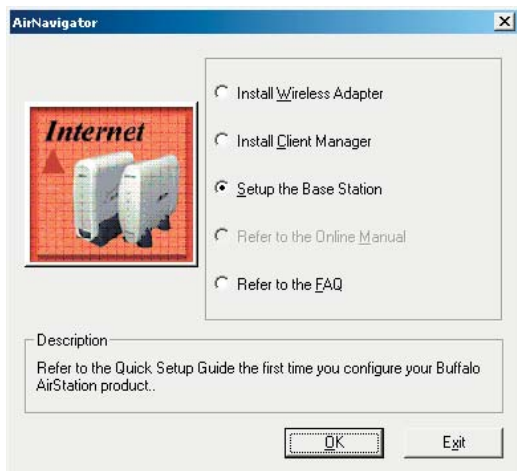 AirNavigator
Internet
Install Wireless Adapter
Install Client Manager
Setup the Base Station
Refer to the Online Manual
Refer to the FAQ
Description
Refer to the Quick Setup Guide the first time you configure your Buffalo
AirStation product..
OK
Exit